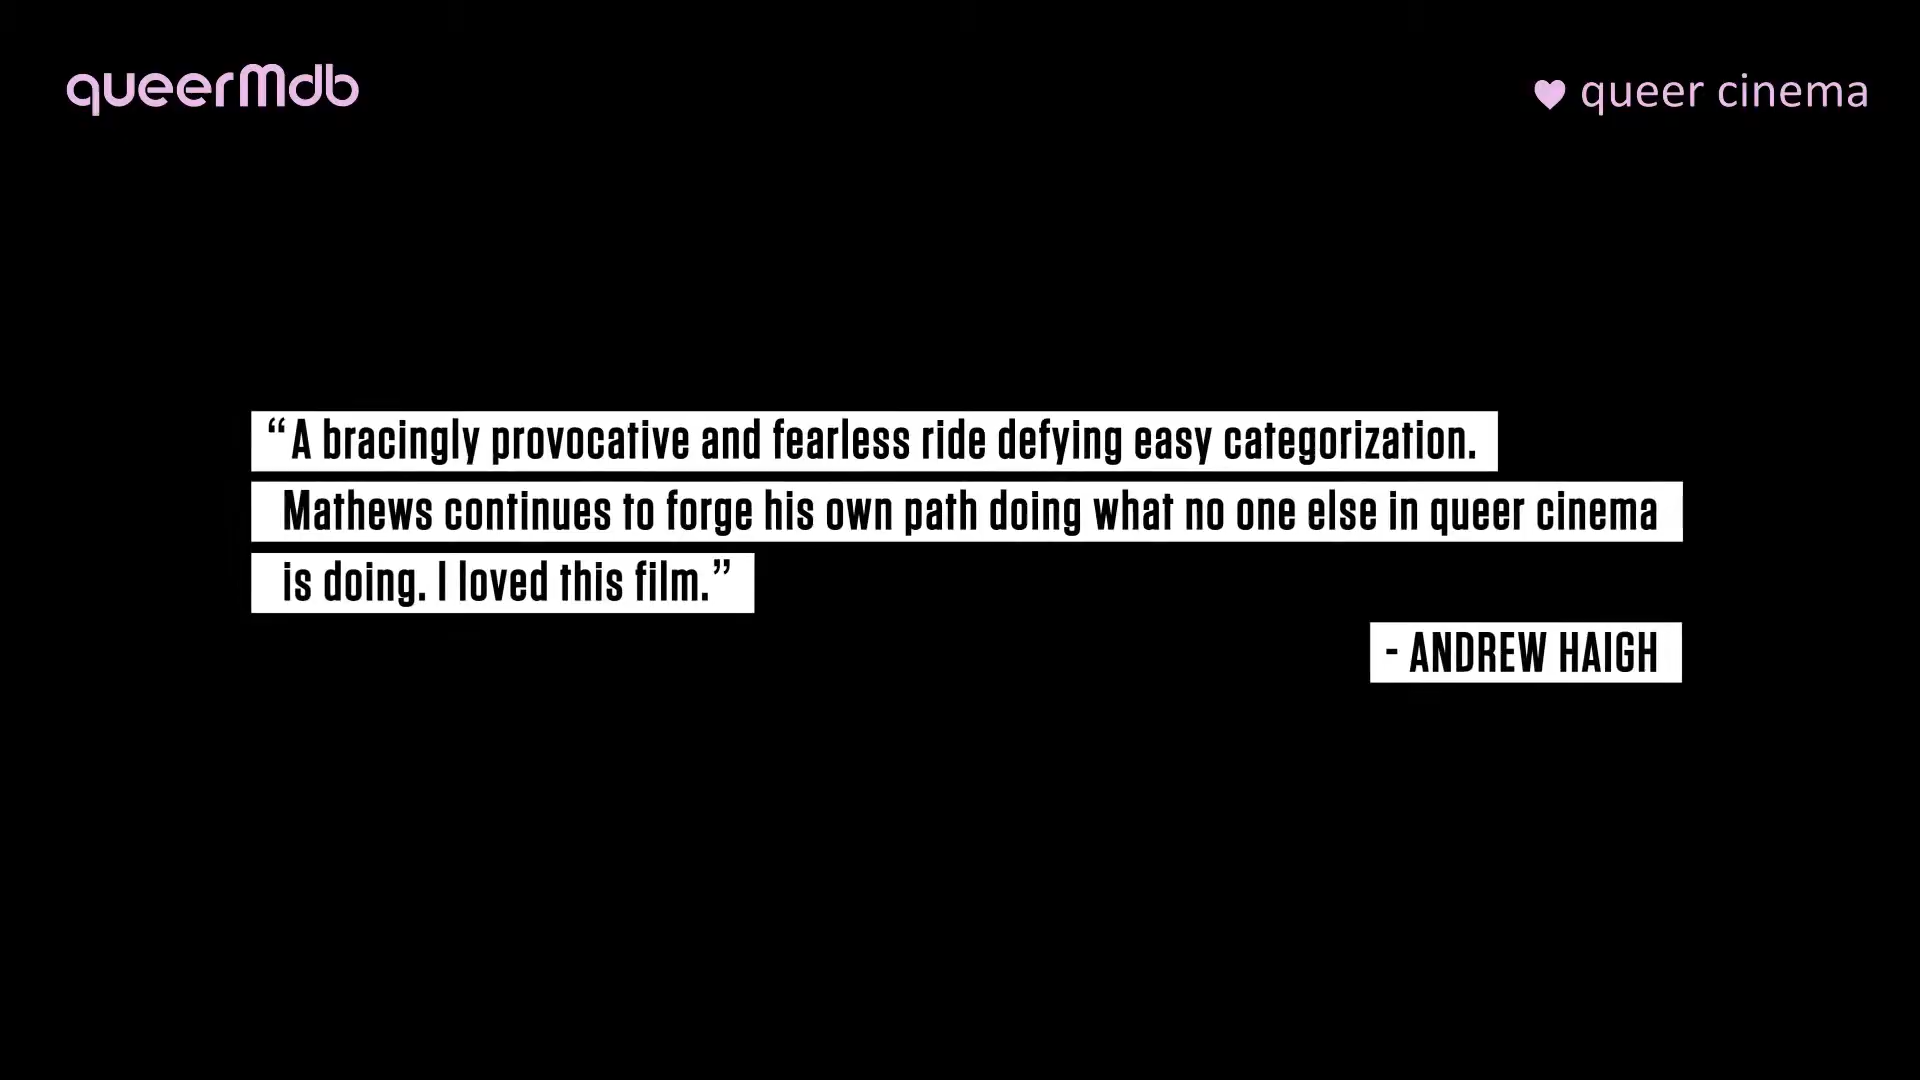 queerMdb
♥ queer cinema
“A bracingly provocative and fearless ride defying easy categorization.
Mathews continues to forge his own path doing what no one else in queer cinema
is doing. I loved this film.”
- ANDREW HAIGH